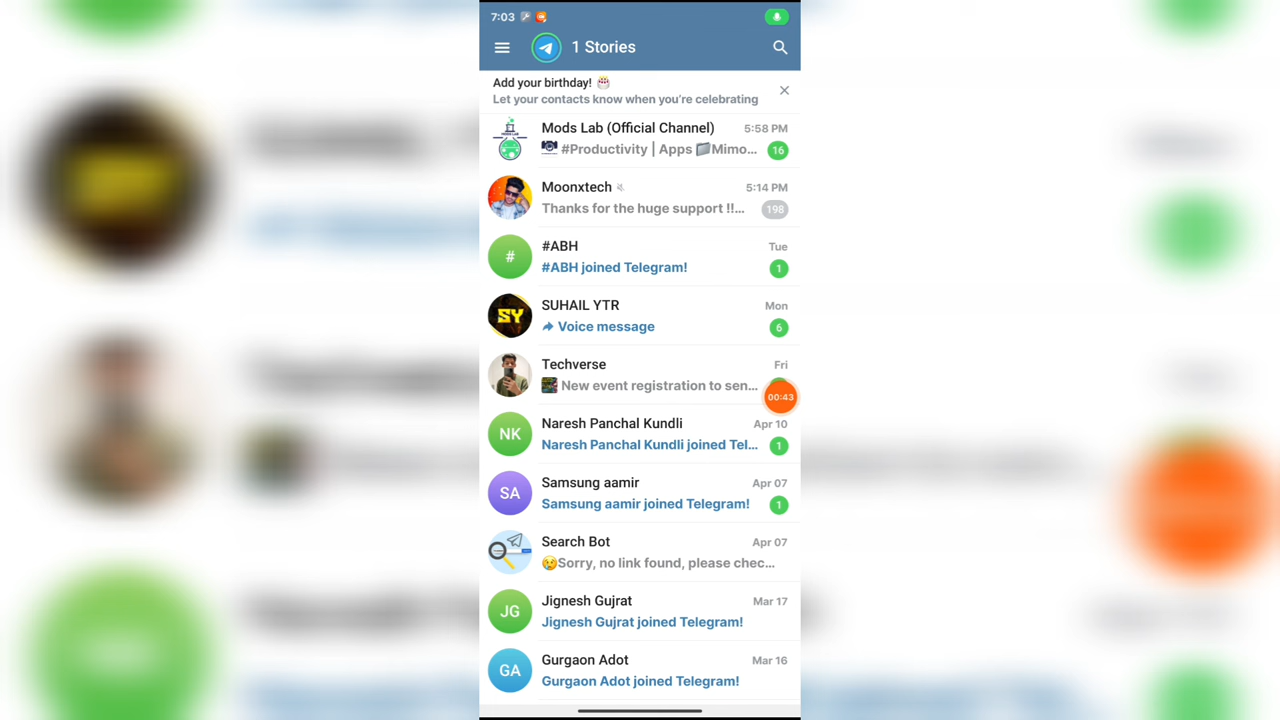 7:03
1 Stories
Add your birthday! 🎂
Let your contacts know when you're celebrating
Mods Lab (Official Channel) 5:58 PM
#Productivity | Apps 📁Mimo... 16
Moonxtech 5:14 PM
Thanks for the huge support !!... 198
#ABH Tue
# #ABH joined Telegram! 1
SUHAIL YTR Mon
SY Voice message 6
Techverse Fri
New event registration to sen...
00:43
Naresh Panchal Kundli Apr 10
NK Naresh Panchal Kundli joined Tel... 1
Samsung aamir Apr 07
SA Samsung aamir joined Telegram! 1
Search Bot Apr 07
😢Sorry, no link found, please chec...
Jignesh Gujrat Mar 17
JG Jignesh Gujrat joined Telegram!
Gurgaon Adot Mar 16
GA Gurgaon Adot joined Telegram!